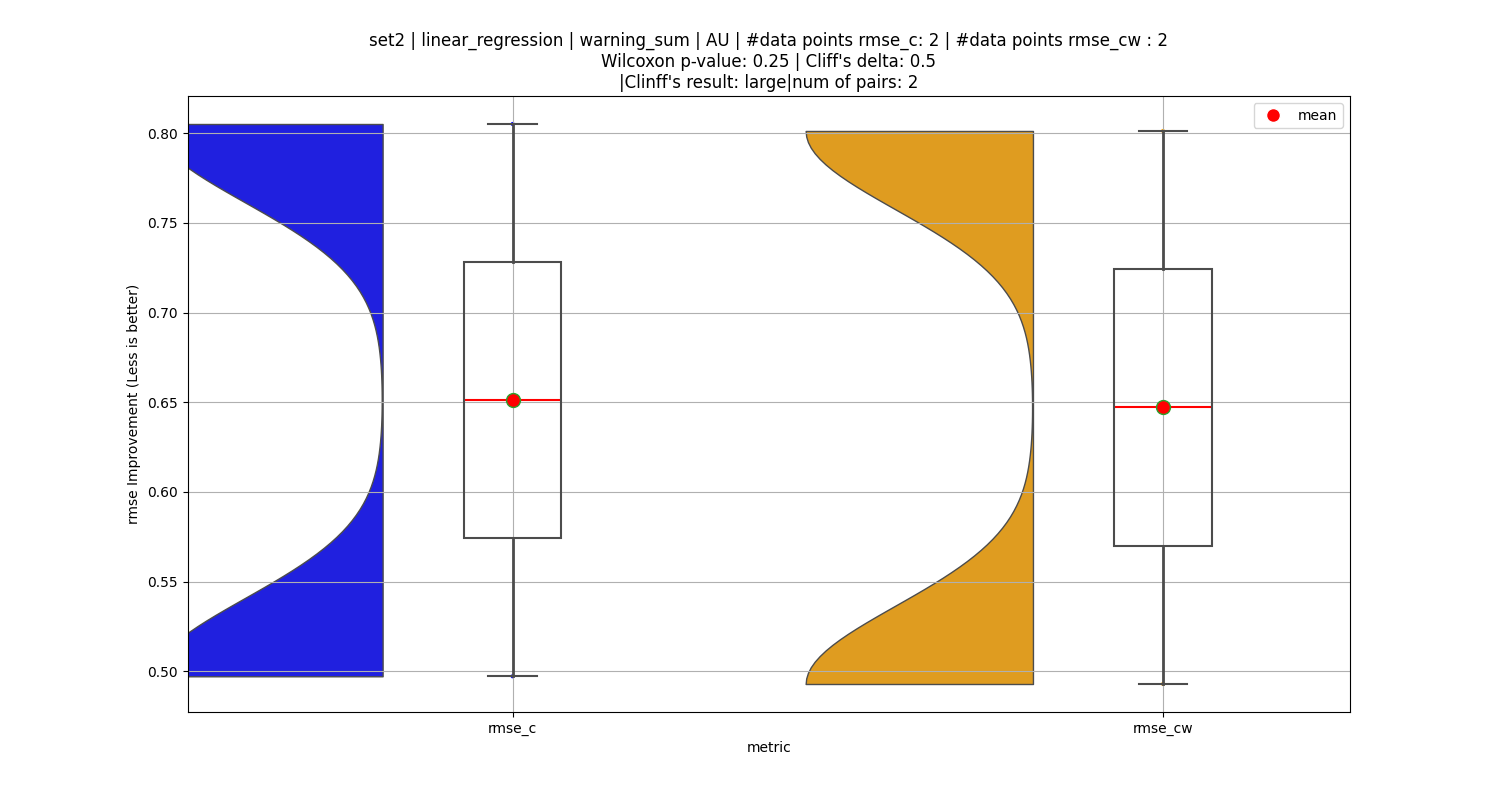 set2 | linear_regression | warning_sum | AU | #data points rmse_c: 2 | #data points rmse_cw : 2
Wilcoxon p-value: 0.25 | Cliff's delta: 0.5
|Clinff's result: large|num of pairs: 2
mean
0.80
0.75
0.70
0.65
0.60
0.55
0.50
rmse Improvement (Less is better)
rmse_c
rmse_cw
metric